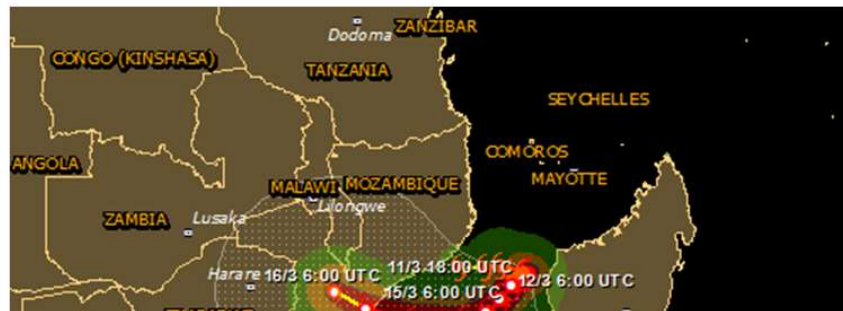 Dodoma
ZANZIBAR
CONGO (KINSHASA)
TANZANIA
SEYCHELLES
COMOROS
ANGOLA
MALAWI
MOZAMBIQUE
MAYOTTE
Lilongwe
ZAMBIA
Lusaka
Harare
16/3 6:00 UTC
11/3 18:00 UTC
12/3 6:00 UTC
15/3 6:00 UTC